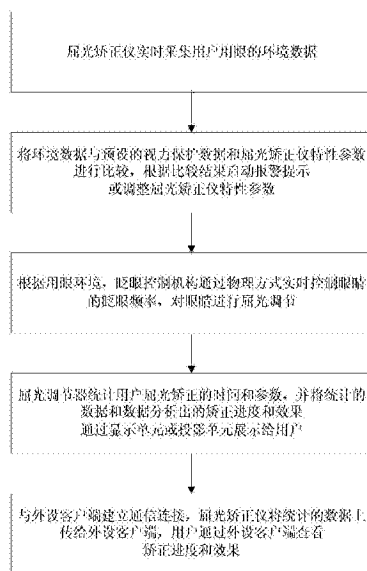 屈光矫正仪实时采集用户用眼的环境数据
将环境数据与预设的视力保护数据和屈光矫正仪特性参数
进行比较，根据比较结果启动报警提示
或调整屈光矫正仪特性参数
根据用眼环境，眨眼控制机构通过物理方式实时控制眼睛
的眨眼频率，对眼睛进行屈光调节
屈光调节器统计用户屈光矫正的时间和参数，并将统计的
数据和数据分析出的矫正进度和效果
通过显示单元或投影单元展示给用户
与外设客户端建立通信连接，屈光矫正仪将统计的数据上
传给外设客户端，用户通过外设客户端查看
矫正进度和效果